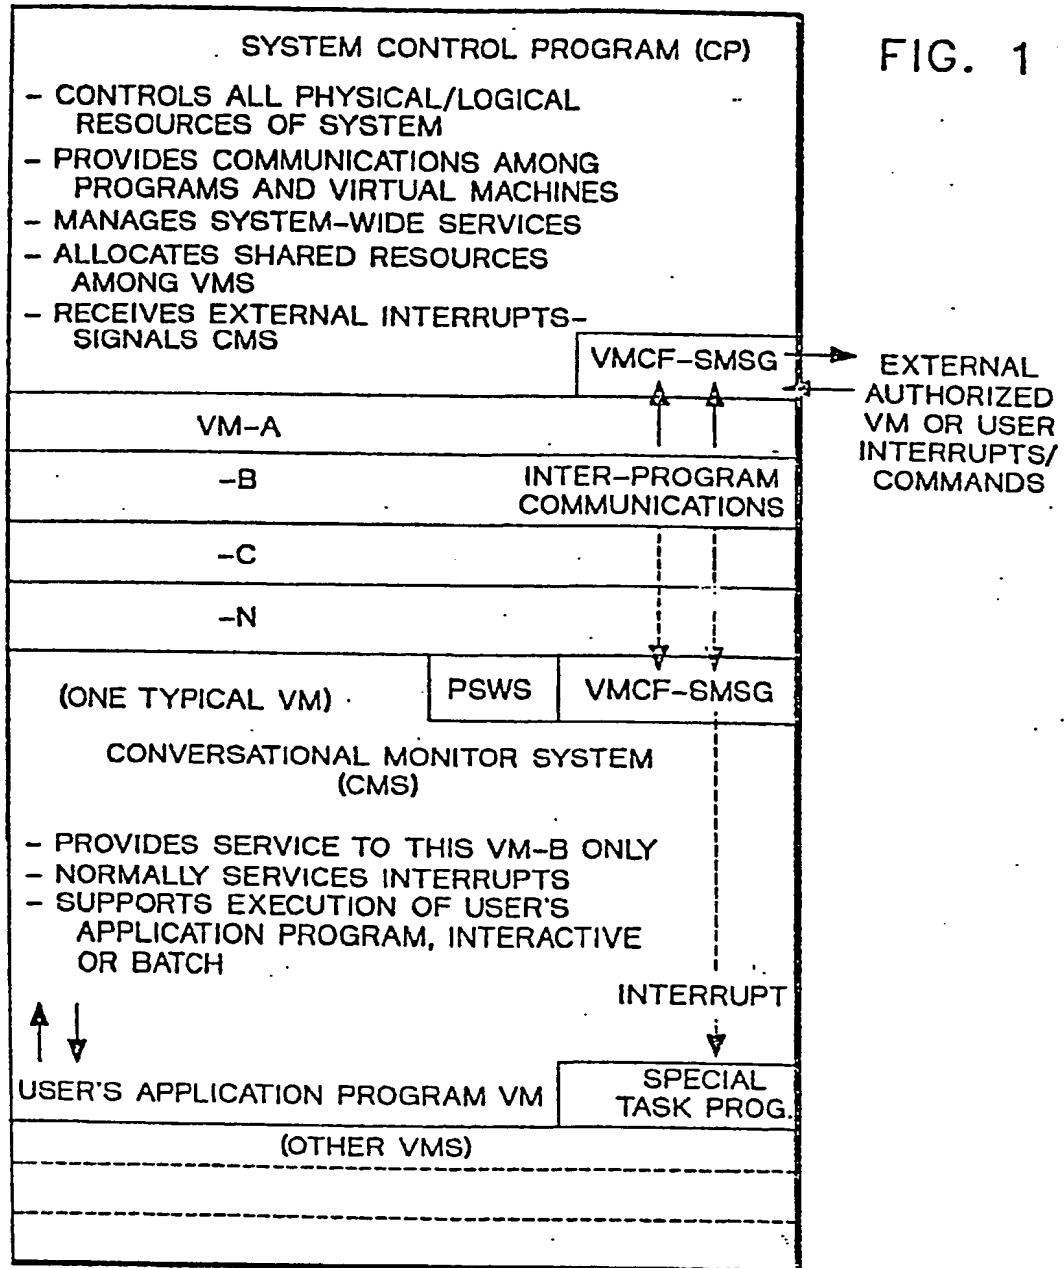 SYSTEM CONTROL PROGRAM (CP)
FIG. 1
- CONTROLS ALL PHYSICAL/LOGICAL
RESOURCES OF SYSTEM
- PROVIDES COMMUNICATIONS AMONG
PROGRAMS AND VIRTUAL MACHINES
- MANAGES SYSTEM-WIDE SERVICES
- ALLOCATES SHARED RESOURCES
AMONG VMS
- RECEIVES EXTERNAL INTERRUPTS-
SIGNALS CMS
VMCF-SMSG
EXTERNAL
AUTHORIZED
VM OR USER
INTERRUPTS/
COMMANDS
VM-A
-B
INTER-PROGRAM
COMMUNICATIONS
-C
-N
(ONE TYPICAL VM)
PSWS
VMCF-SMSG
CONVERSATIONAL MONITOR SYSTEM
(CMS)
- PROVIDES SERVICE TO THIS VM-B ONLY
- NORMALLY SERVICES INTERRUPTS
- SUPPORTS EXECUTION OF USER'S
APPLICATION PROGRAM, INTERACTIVE
OR BATCH
INTERRUPT
USER'S APPLICATION PROGRAM VM
SPECIAL
TASK PROG.
(OTHER VMS)